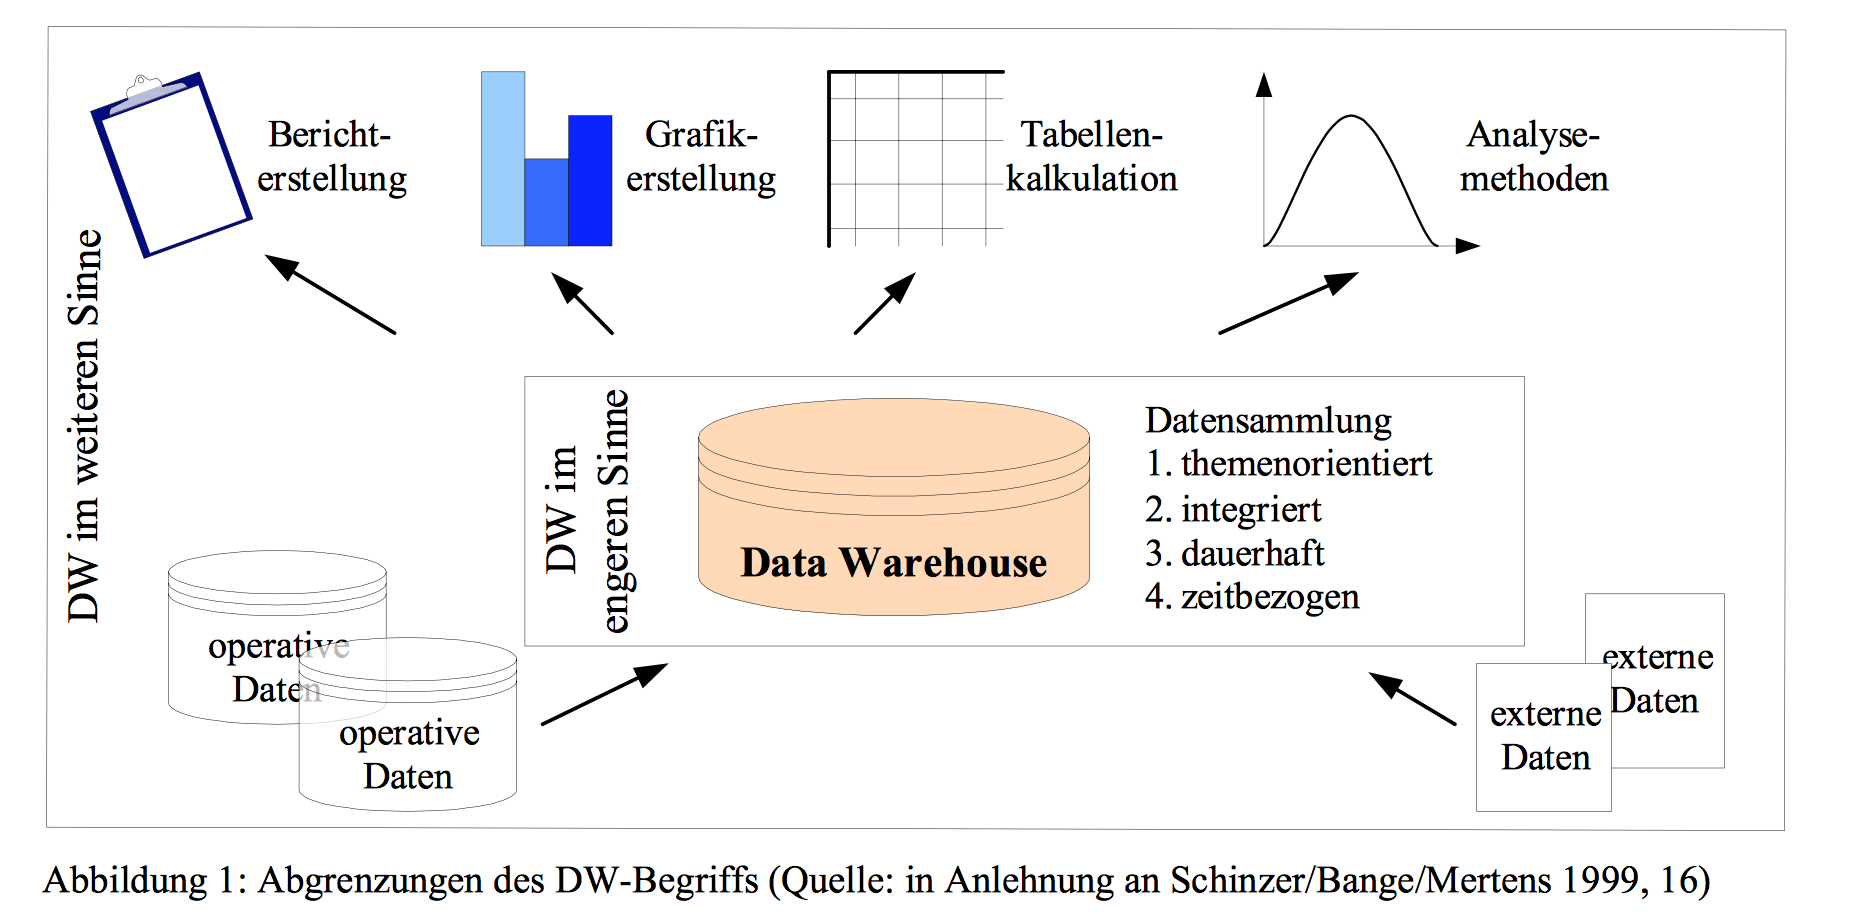 Bericht-
erstellung
Grafik-
erstellung
Tabellen-
kalkulation
Analyse-
methoden
DW im weiteren Sinne
DW im
engeren Sinne
Data Warehouse
Datensammlung
1. themenorientiert
2. integriert
3. dauerhaft
4. zeitbezogen
operative
Daten
operative
Daten
externe
Daten
externe
Daten
Abbildung 1: Abgrenzungen des DW-Begriffs (Quelle: in Anlehnung an Schinzer/Bange/Mertens 1999, 16)